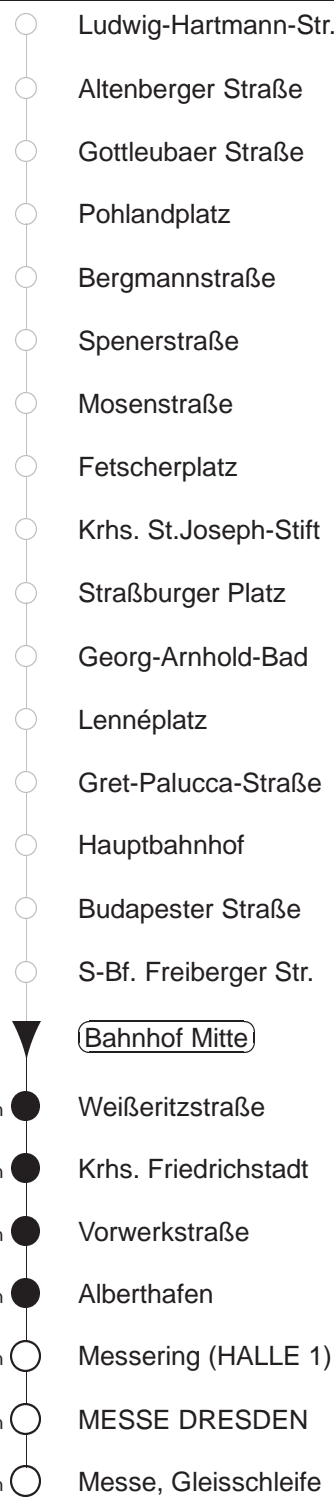 Ludwig-Hartmann-Str.
Altenberger Straße
Gottleubaer Straße
Pohlandplatz
Bergmannstraße
Spenerstraße
Mosenstraße
Fetscherplatz
Krhs. St.Joseph-Stift
Straßburger Platz
Georg-Arnhold-Bad
Lennéplatz
Gret-Palucca-Straße
Hauptbahnhof
Budapester Straße
S-Bf. Freiberger Str.
Bahnhof Mitte
Weißeritzstraße
Krhs. Friedrichstadt
Vorwerkstraße
Alberthafen
Messering (HALLE 1)
MESSE DRESDEN
Messe, Gleisschleife